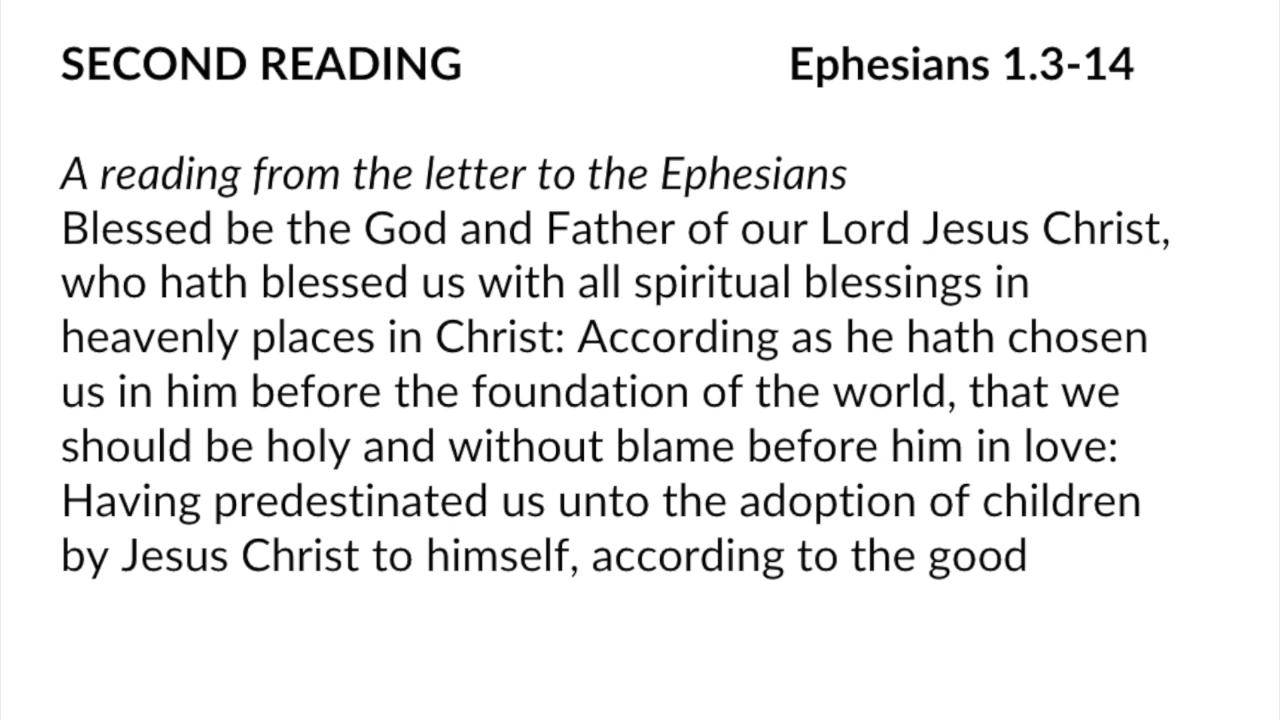 SECOND READING Ephesians 1.3-14
A reading from the letter to the Ephesians
Blessed be the God and Father of our Lord Jesus Christ,
who hath blessed us with all spiritual blessings in
heavenly places in Christ: According as he hath chosen
us in him before the foundation of the world, that we
should be holy and without blame before him in love:
Having predestinated us unto the adoption of children
by Jesus Christ to himself, according to the good